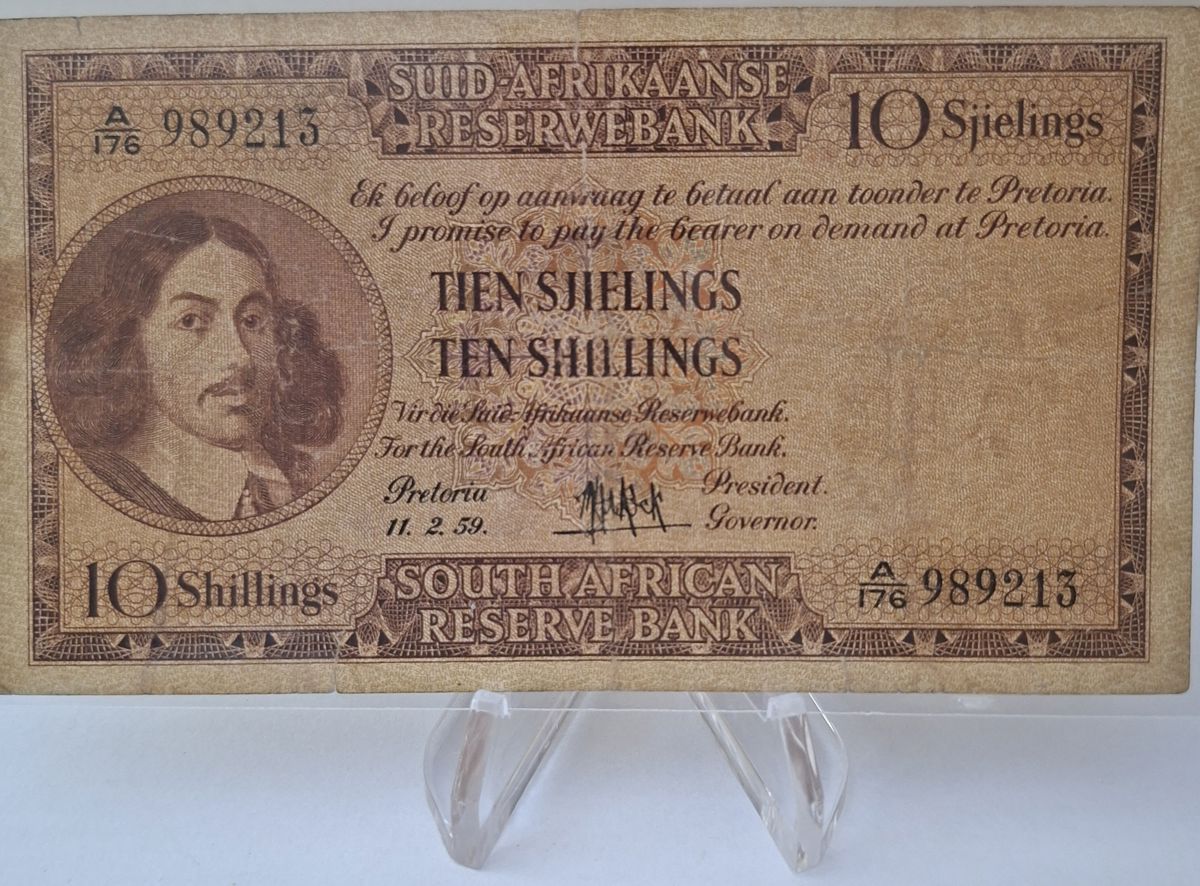 SUID-AFRIKAANSE
RESERWEBANK
A/176 989213
10 Sjielings
Ek beloof op aanvraag te betaal aan toonder te Pretoria.
I promise to pay the bearer on demand at Pretoria.
TIEN SJIELINGS
TEN SHILLINGS
Vir die Suid-Afrikaanse Reserwebank.
For the South African Reserve Bank.
Pretoria
11. 2. 59.
President.
Governor.
10 Shillings
SOUTH AFRICAN
RESERVE BANK
A/176 989213